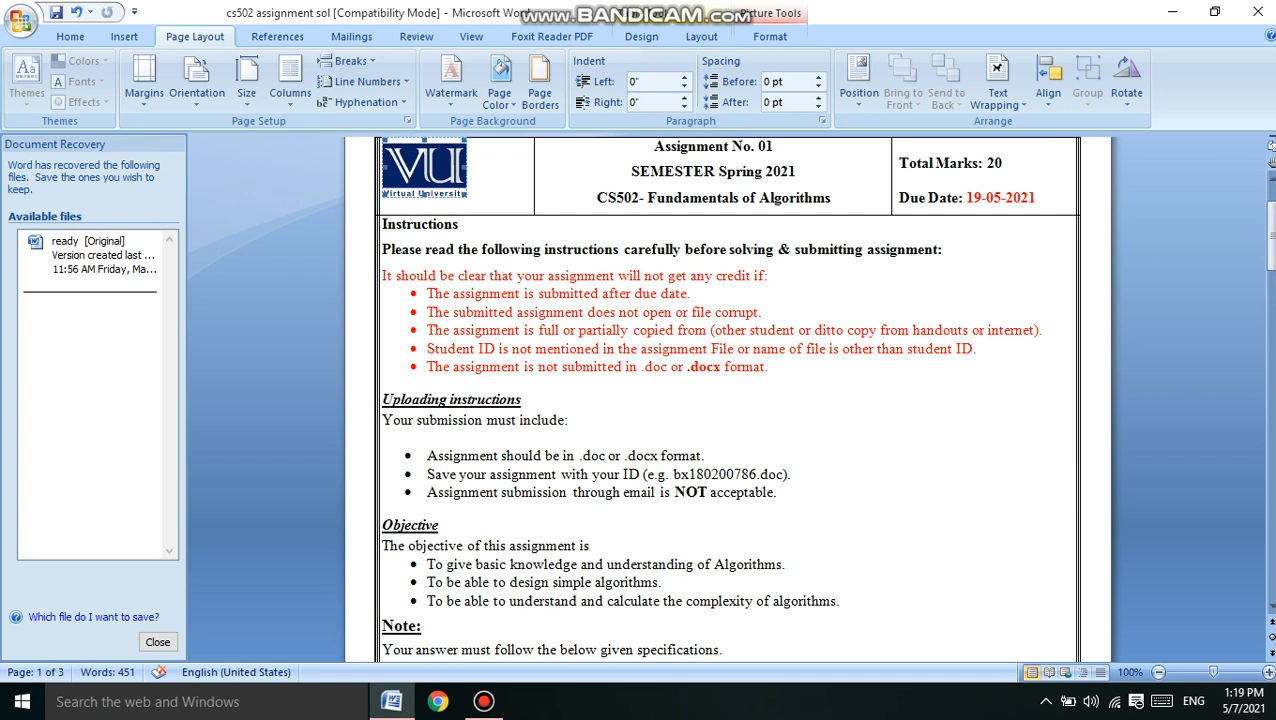 cs502 assignment sol [Compatibility Mode] - Microsoft Word
www.BANDICAM.com
Picture Tools
Home Insert Page Layout References Mailings Review View Foxit Reader PDF Design Layout Format
Themes
Colors
Fonts
Effects
Themes
Margins
Orientation
Size
Columns
Breaks
Line Numbers
Hyphenation
Page Setup
Watermark
Page Color
Page Borders
Page Background
Indent
Left: 0"
Right: 0"
Spacing
Before: 0 pt
After: 0 pt
Paragraph
Position
Bring to Front
Send to Back
Text Wrapping
Align
Group
Rotate
Arrange
Document Recovery
Word has recovered the following
files. Save the ones you wish to
keep.
Available files
ready [Original]
Version created last ...
11:56 AM Friday, Ma...
Which file do I want to save?
Close
VU
Virtual University
Assignment No. 01
SEMESTER Spring 2021
CS502- Fundamentals of Algorithms
Total Marks: 20
Due Date: 19-05-2021
Instructions
Please read the following instructions carefully before solving & submitting assignment:
It should be clear that your assignment will not get any credit if:
• The assignment is submitted after due date.
• The submitted assignment does not open or file corrupt.
• The assignment is full or partially copied from (other student or ditto copy from handouts or internet).
• Student ID is not mentioned in the assignment File or name of file is other than student ID.
• The assignment is not submitted in .doc or .docx format.
Uploading instructions
Your submission must include:
• Assignment should be in .doc or .docx format.
• Save your assignment with your ID (e.g. bx180200786.doc).
• Assignment submission through email is NOT acceptable.
Objective
The objective of this assignment is
• To give basic knowledge and understanding of Algorithms.
• To be able to design simple algorithms.
• To be able to understand and calculate the complexity of algorithms.
Note:
Your answer must follow the below given specifications.
Page: 1 of 3 Words: 451 English (United States) 100%
Search the web and Windows
ENG
1:19 PM
5/7/2021